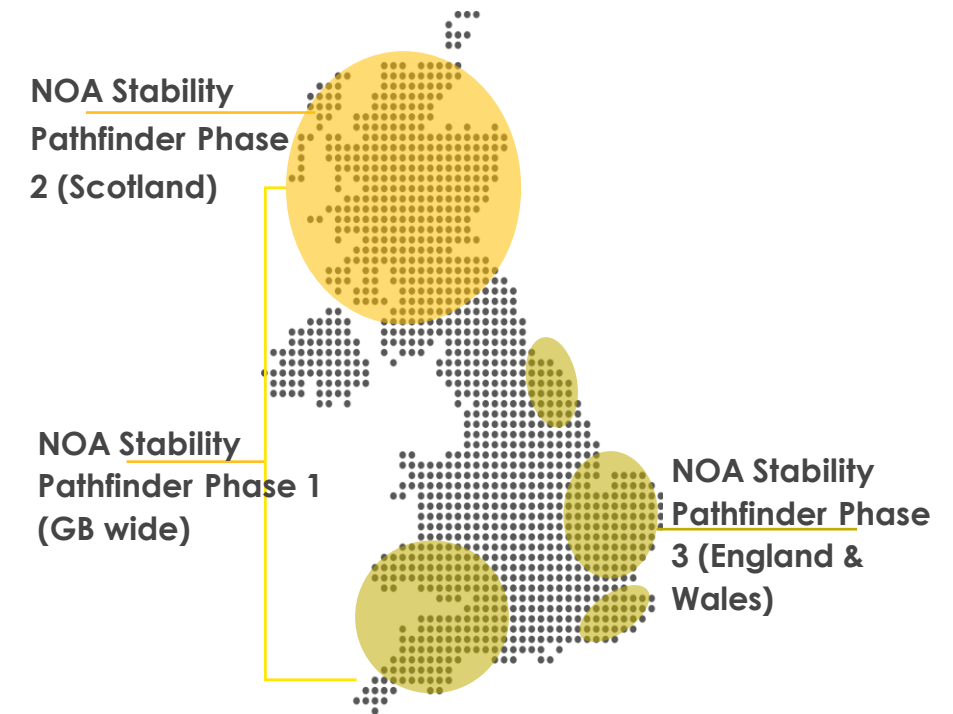 NOA Stability
Pathfinder Phase
2 (Scotland)
NOA Stability
Pathfinder Phase 1
(GB wide)
NOA Stability
Pathfinder Phase
3 (England &
Wales)